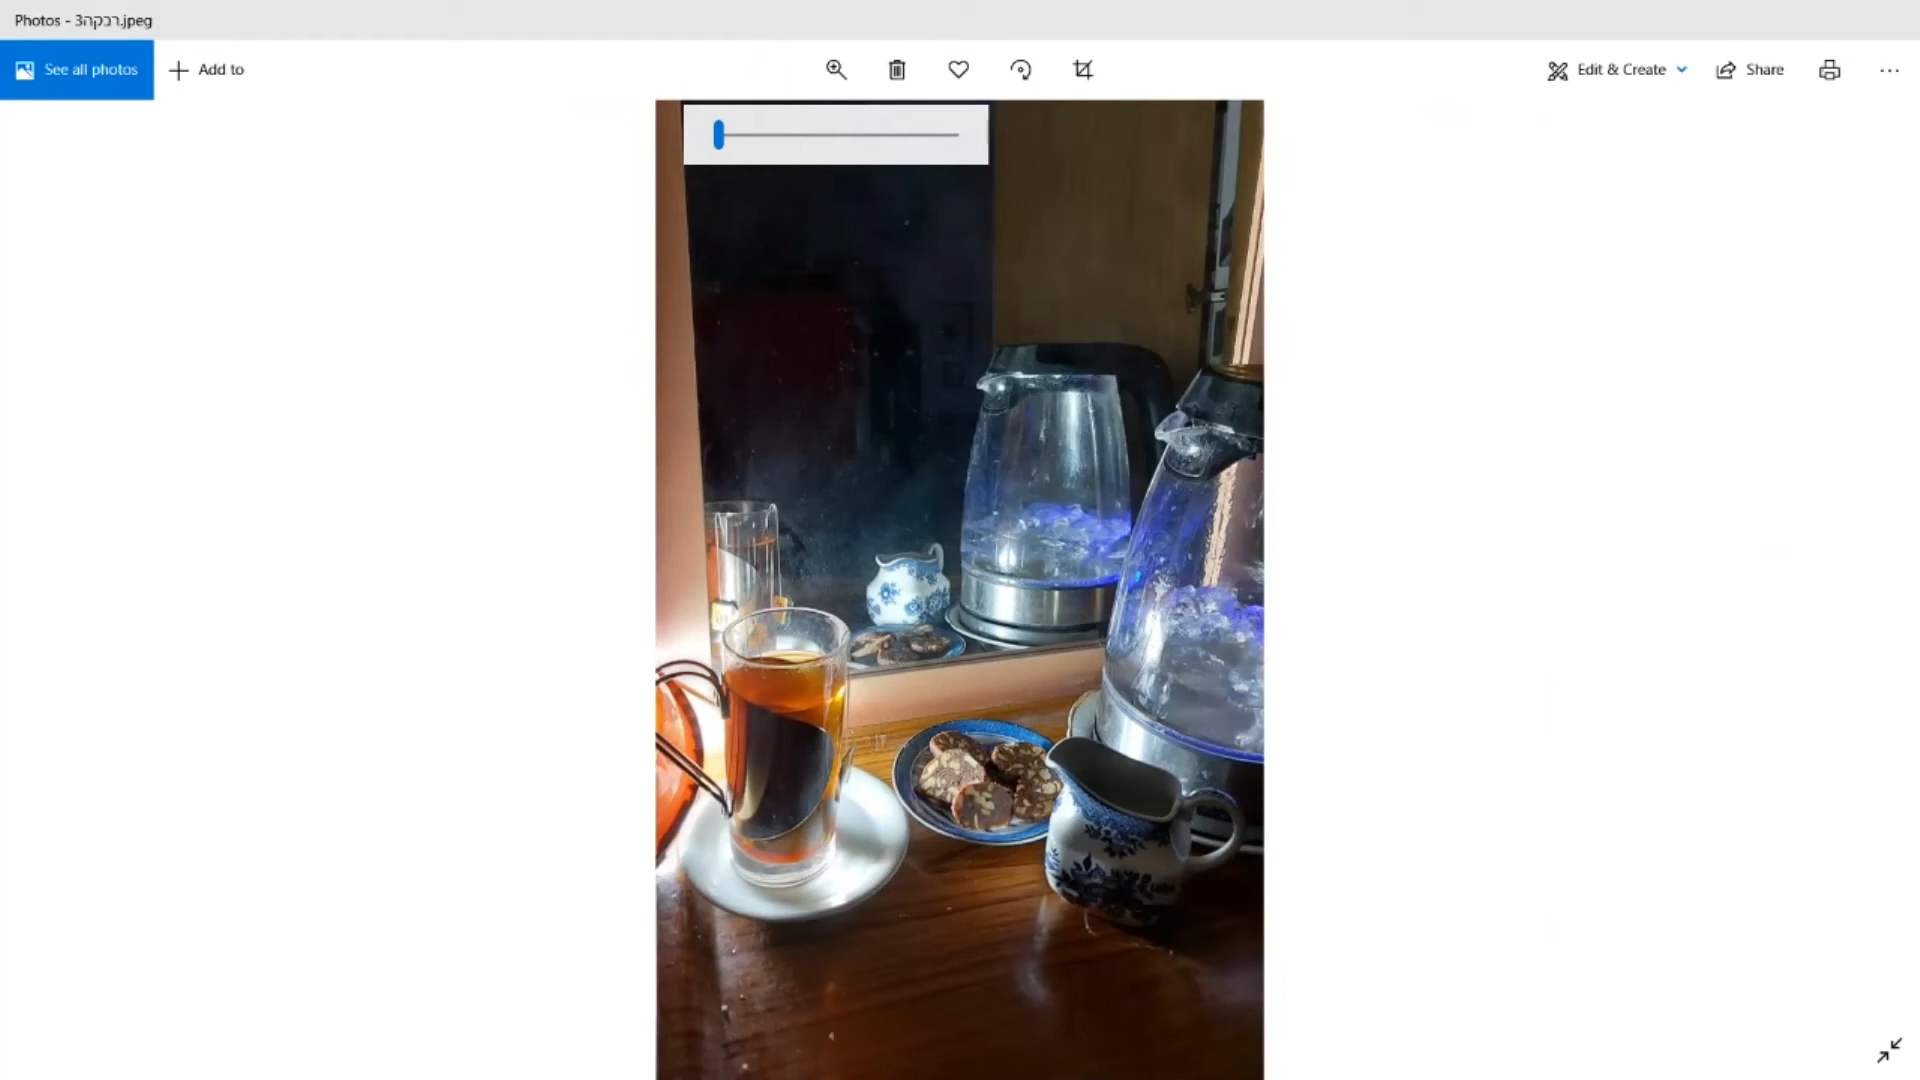 Photos - רבקה3.jpeg
See all photos
Add to
Edit & Create
Share